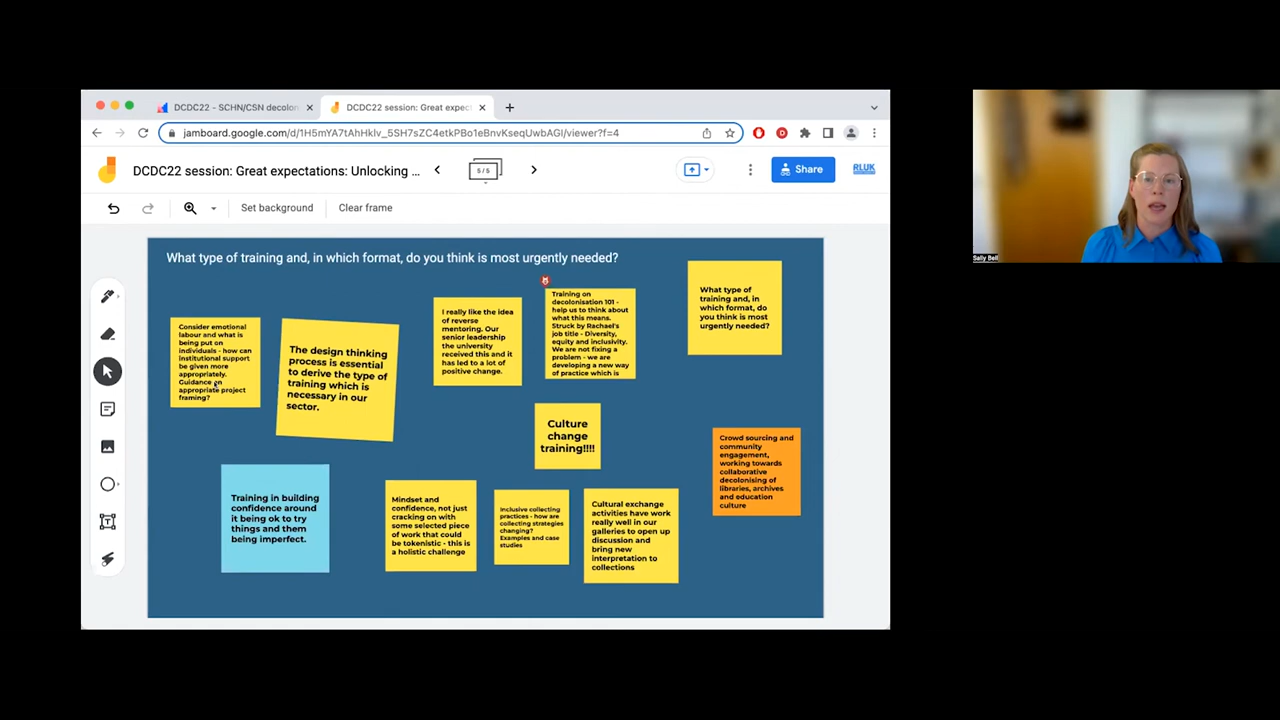 DCDC22 - SCHN/CSN decolon
DCDC22 session: Great expec
jamboard.google.com/d/1H5mYA7tAhHkIv_5SH7sZC4etkPBo1eBnvKseqUwbAGI/viewer?f=4
DCDC22 session: Great expectations: Unlocking ...
5/5
Share
RLUK
Set background
Clear frame
What type of training and, in which format, do you think is most urgently needed?
Consider emotional
labour and what is
being put on
individuals - how can
institutional support
be given more
appropriately.
Guidance on
appropriate project
framing?
The design thinking
process is essential
to derive the type of
training which is
necessary in our
sector.
I really like the idea
of reverse
mentoring. Our
senior leadership
the university
received this and it
has led to a lot of
positive change.
Training on
decolonisation 101 -
help us to think about
what this means.
Struck by Rachael's
job title - Diversity,
equity and inclusivity.
We are not fixing a
problem - we are
developing a new way
of practice which is
What type of
training and, in
which format, do
you think is most
urgently needed?
Culture
change
training!!!!
Crowd sourcing and
community
engagement,
working towards
collaborative
decolonising of
libraries, archives
and education
culture
Training in building
confidence around
it being ok to try
things and them
being imperfect.
Mindset and
confidence, not just
cracking on with
some selected piece
of work that could
be tokenistic - this is
a holistic challenge
Inclusive collecting
practices - how are
collecting strategies
changing?
Examples and case
studies
Cultural exchange
activities have work
really well in our
galleries to open up
discussion and
bring new
interpretation to
collections
Sally Bell